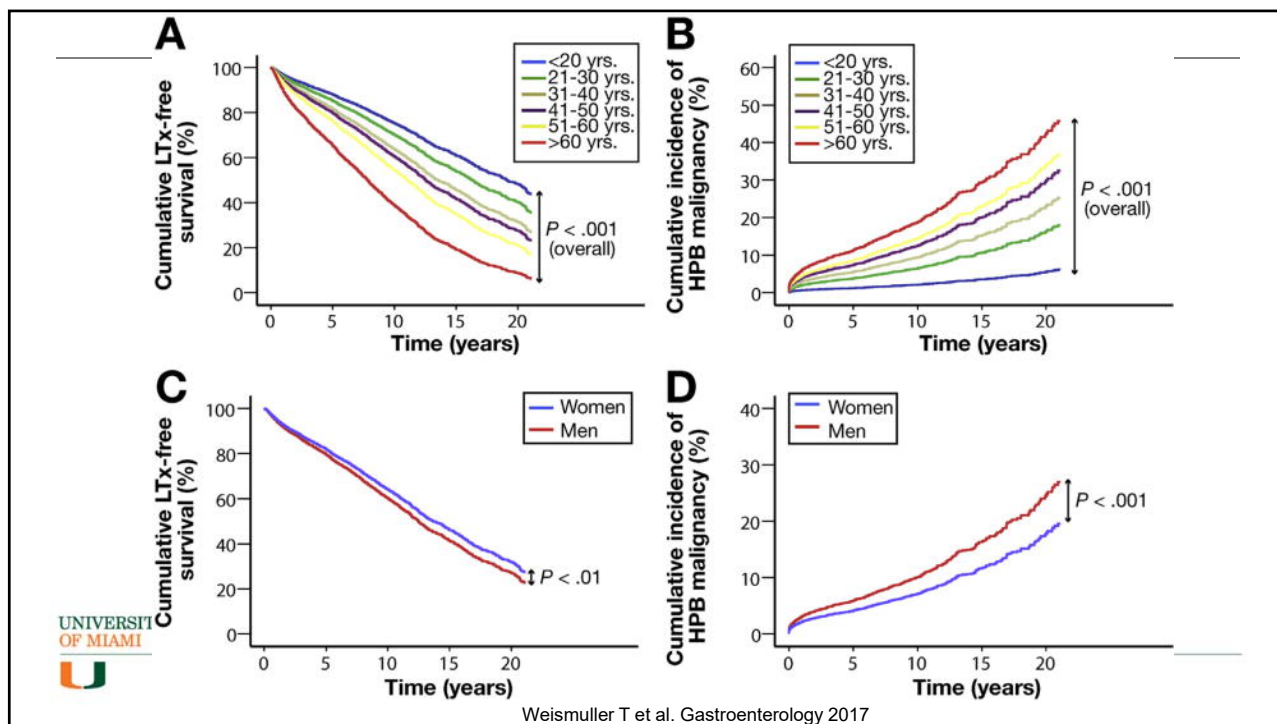 A
Cumulative LTx-free
survival (%)
100
80
60
40
20
0
<20 yrs.
21-30 yrs.
31-40 yrs.
41-50 yrs.
51-60 yrs.
>60 yrs.
P < .001
(overall)
0 5 10 15 20
Time (years)
B
Cumulative incidence of
HPB malignancy (%)
60
50
40
30
20
10
0
<20 yrs.
21-30 yrs.
31-40 yrs.
41-50 yrs.
51-60 yrs.
>60 yrs.
P < .001
(overall)
0 5 10 15 20
Time (years)
C
Cumulative LTx-free
survival (%)
100
80
60
40
20
0
Women
Men
P < .01
0 5 10 15 20
Time (years)
D
Cumulative incidence of
HPB malignancy (%)
40
30
20
10
0
Women
Men
P < .001
0 5 10 15 20
Time (years)
UNIVERSIT
OF MIAMI
U
Weismuller T et al. Gastroenterology 2017